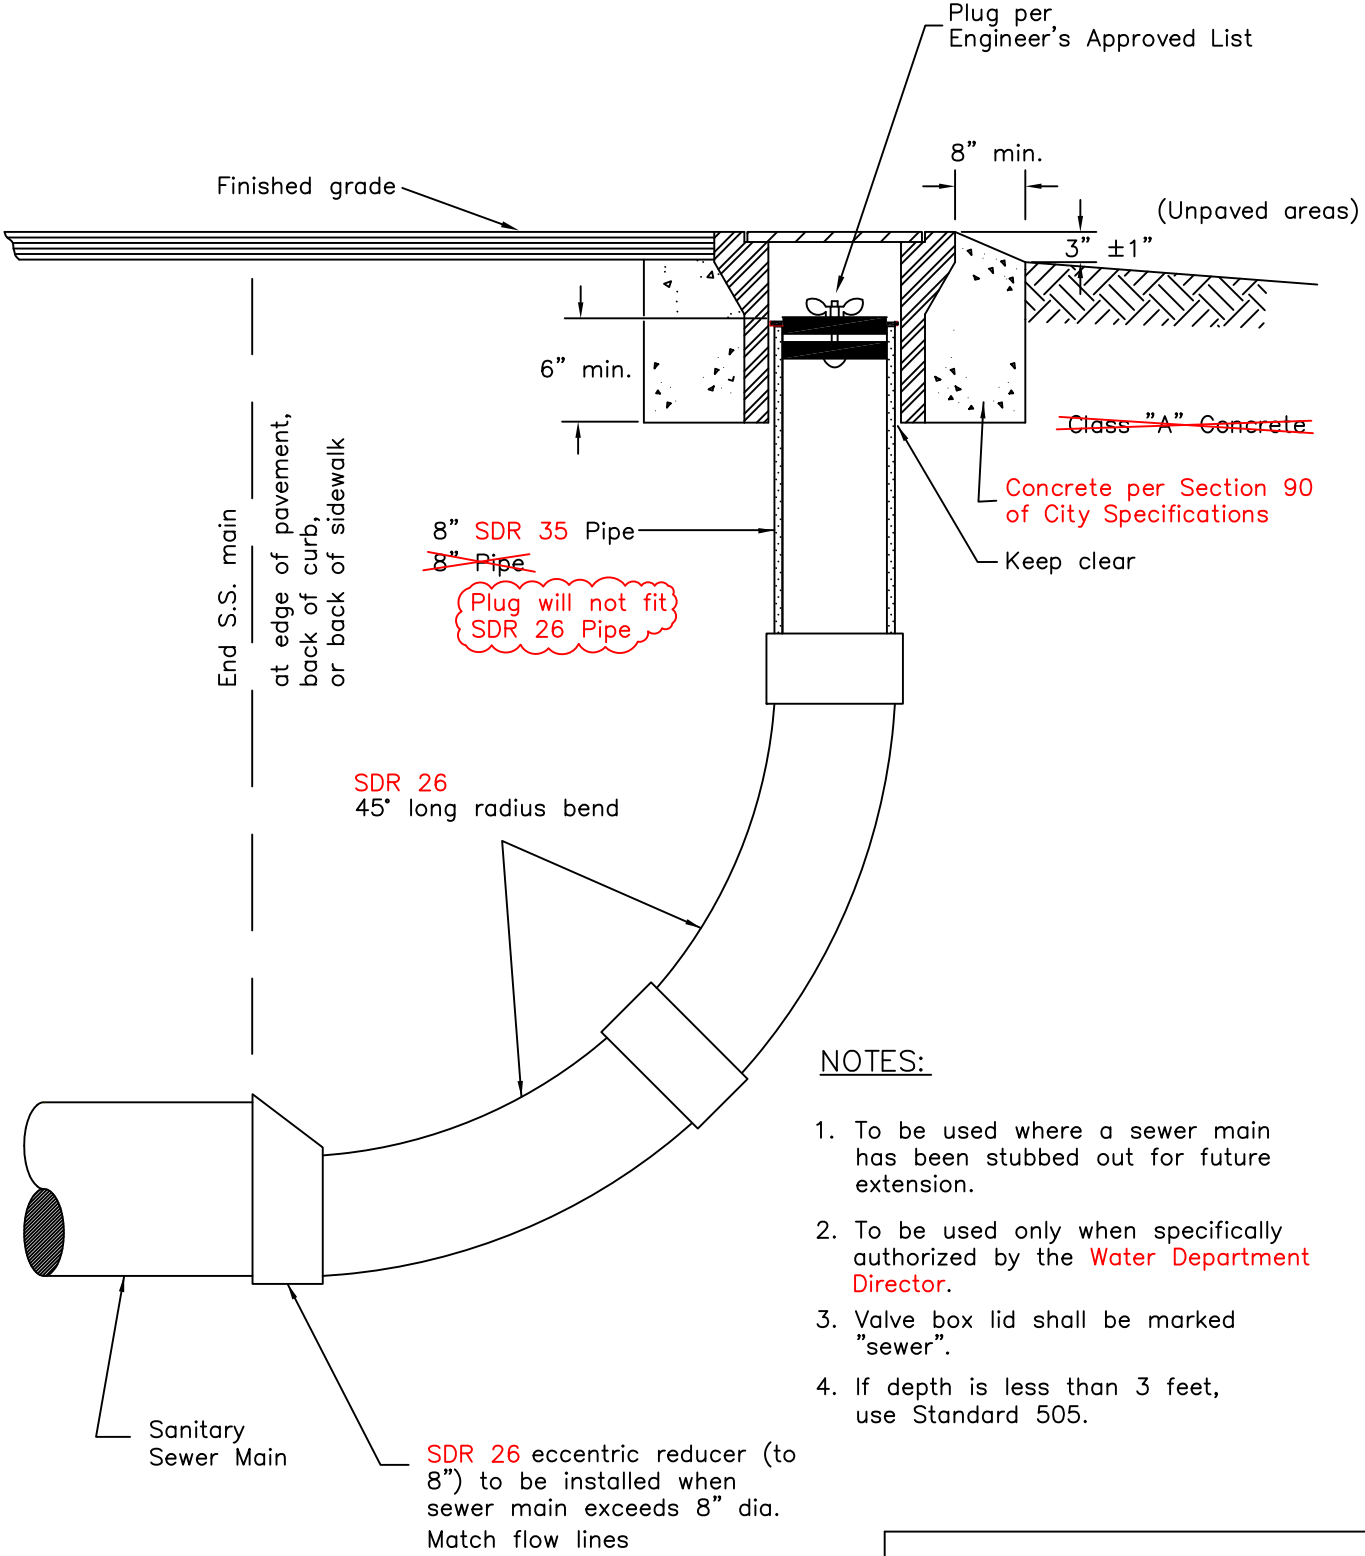 Plug per
Engineer's Approved List
8" min.
Finished grade
(Unpaved areas)
3" ±1"
6" min.
Class "A" Concrete
Concrete per Section 90
of City Specifications
Keep clear
End S.S. main
at edge of pavement,
back of curb,
or back of sidewalk
8" SDR 35 Pipe
8" Pipe
Plug will not fit
SDR 26 Pipe
SDR 26
45° long radius bend
NOTES:
1. To be used where a sewer main
has been stubbed out for future
extension.
2. To be used only when specifically
authorized by the Water Department
Director.
3. Valve box lid shall be marked
"sewer".
4. If depth is less than 3 feet,
use Standard 505.
Sanitary
Sewer Main
SDR 26 eccentric reducer (to
8") to be installed when
sewer main exceeds 8" dia.
Match flow lines